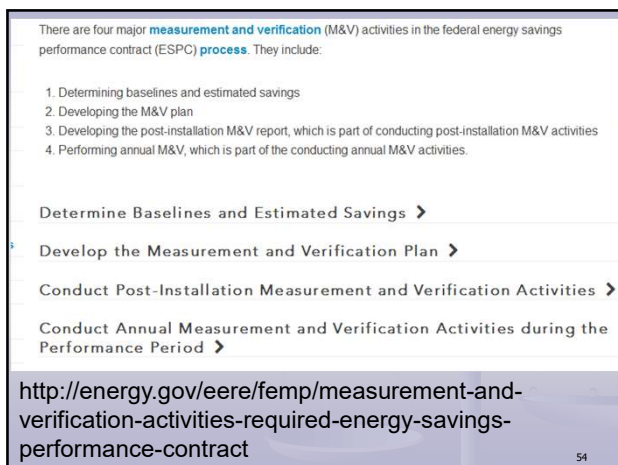 There are four major measurement and verification (M&V) activities in the federal energy savings
performance contract (ESPC) process. They include:
1. Determining baselines and estimated savings
2. Developing the M&V plan
3. Developing the post-installation M&V report, which is part of conducting post-installation M&V activities
4. Performing annual M&V, which is part of the conducting annual M&V activities.
Determine Baselines and Estimated Savings >
s
Develop the Measurement and Verification Plan >
Conduct Post-Installation Measurement and Verification Activities >
Conduct Annual Measurement and Verification Activities during the
Performance Period >
http://energy.gov/eere/femp/measurement-and-
verification-activities-required-energy-savings-
performance-contract
54